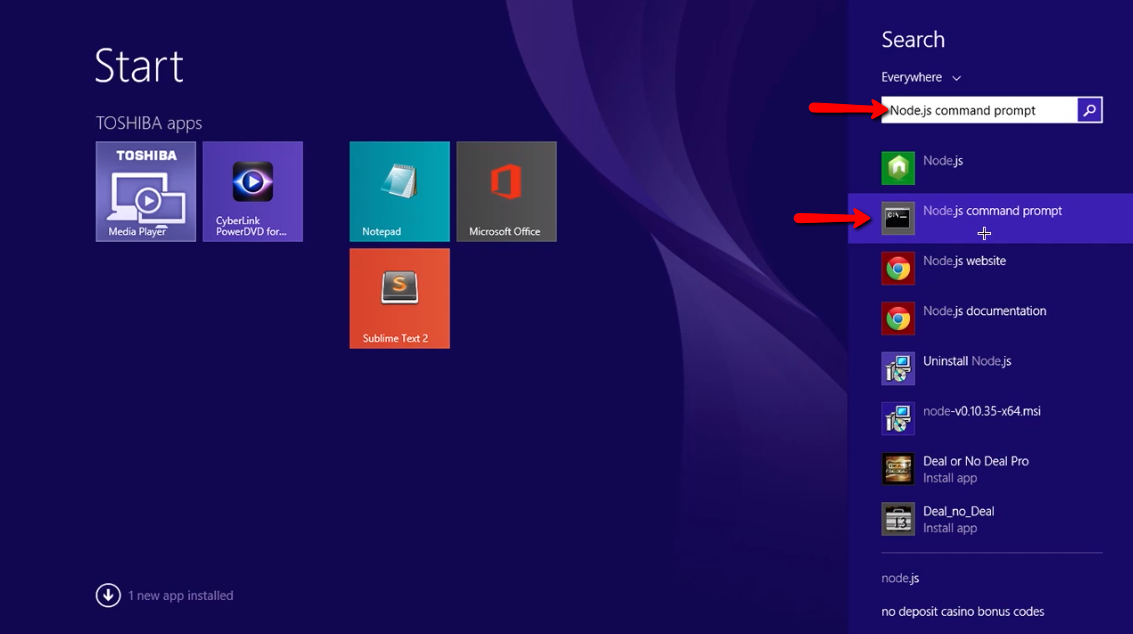 Start
TOSHIBA apps
TOSHIBA
Media Player
CyberLink
PowerDVD for...
Notepad
Microsoft Office
S
Sublime Text 2
1 new app installed
Search
Everywhere
Node.js command prompt
Node.js
C:\_
Node.js command prompt
Node.js website
Node.js documentation
Uninstall Node.js
node-v0.10.35-x64.msi
Deal or No Deal Pro
Install app
13
Deal_no_Deal
Install app
node.js
no deposit casino bonus codes